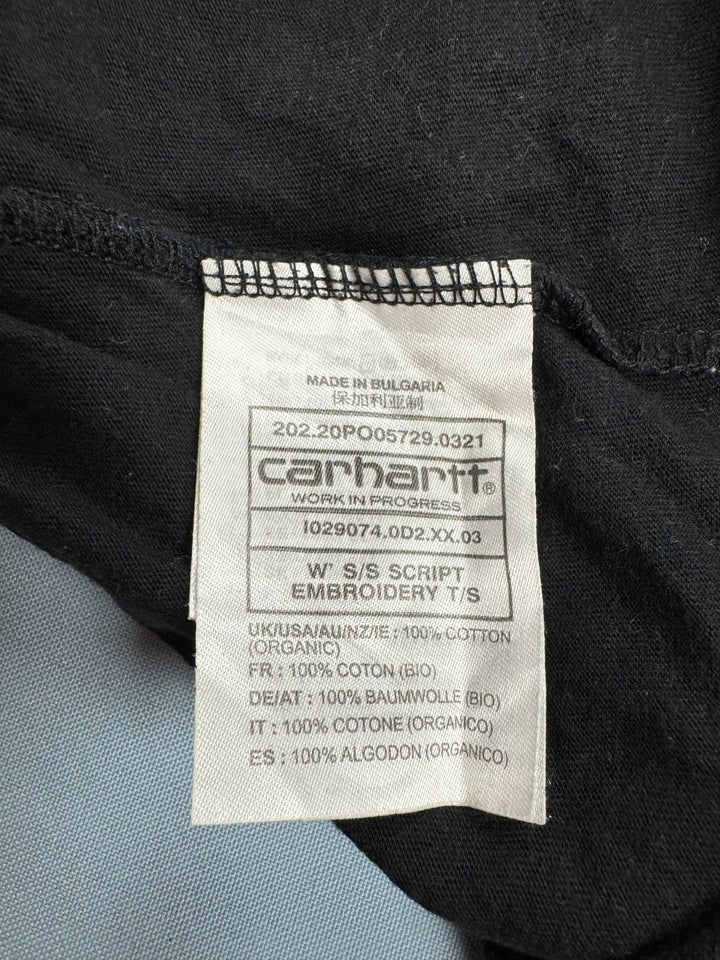 MADE IN BULGARIA
保加利亚制
202.20PO05729.0321
carhartt®
WORK IN PROGRESS
I029074.0D2.XX.03
W' S/S SCRIPT
EMBROIDERY T/S
UK/USA/AU/NZ/IE : 100% COTTON
(ORGANIC)
FR : 100% COTON (BIO)
DE/AT : 100% BAUMWOLLE (BIO)
IT : 100% COTONE (ORGANICO)
ES : 100% ALGODON (ORGANICO)